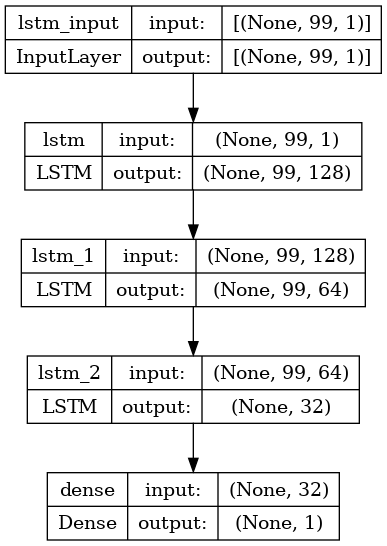 lstm_input input: [(None, 99, 1)]
InputLayer output: [(None, 99, 1)]
lstm input: (None, 99, 1)
LSTM output: (None, 99, 128)
lstm_1 input: (None, 99, 128)
LSTM output: (None, 99, 64)
lstm_2 input: (None, 99, 64)
LSTM output: (None, 32)
dense input: (None, 32)
Dense output: (None, 1)